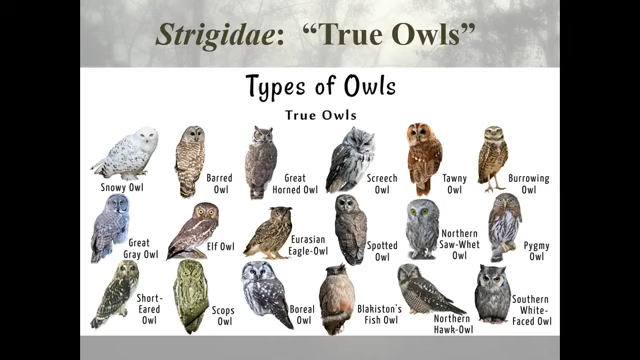 Strigidae: “True Owls”
Types of Owls
True Owls
Snowy Owl
Barred
Owl
Great
Horned Owl
Screech
Owl
Tawny
Owl
Burrowing
Owl
Great
Gray Owl
Elf Owl
Eurasian
Eagle-Owl
Spotted
Owl
Northern
Saw-Whet
Owl
Pygmy
Owl
Short-
Eared
Owl
Scops
Owl
Boreal
Owl
Blakiston's
Fish Owl
Northern
Hawk-Owl
Southern
White-
Faced Owl